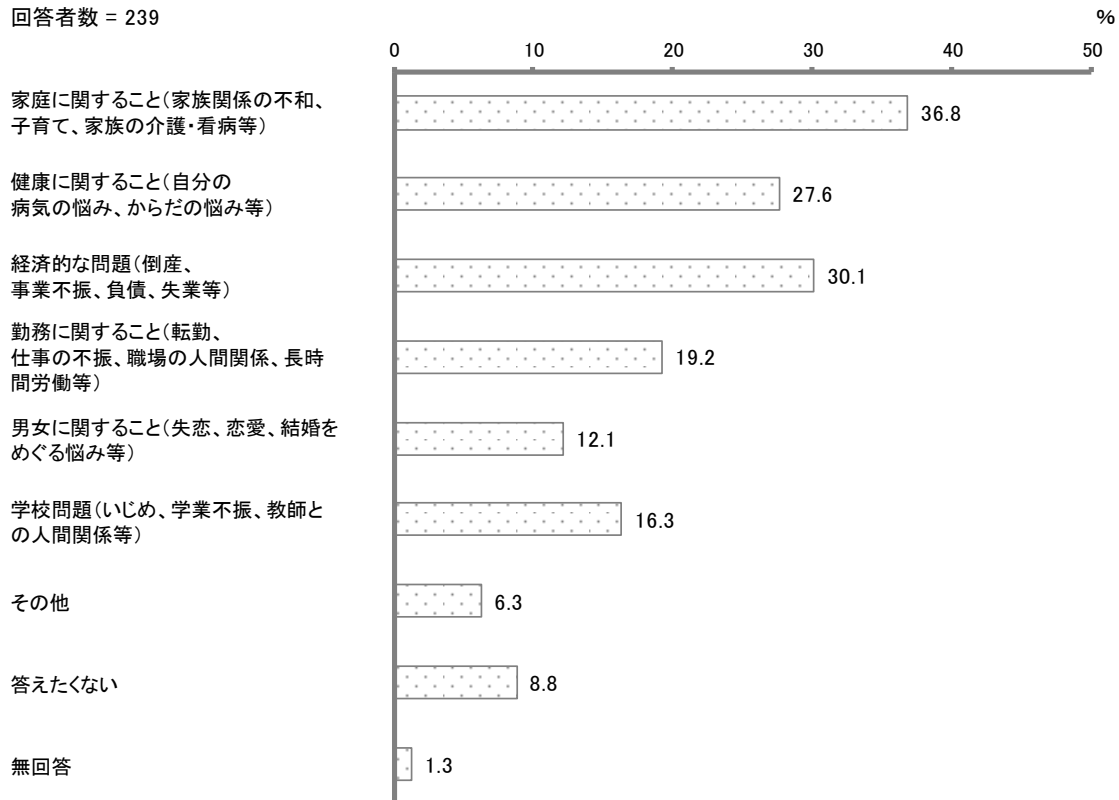 回答者数 = 239
%
0 10 20 30 40 50
家庭に関すること(家族関係の不和、
子育て、家族の介護・看病等)
36.8
健康に関すること(自分の
病気の悩み、からだの悩み等)
27.6
経済的な問題(倒産、
事業不振、負債、失業等)
30.1
勤務に関すること(転勤、
仕事の不振、職場の人間関係、長時
間労働等)
19.2
男女に関すること(失恋、恋愛、結婚を
めぐる悩み等)
12.1
学校問題(いじめ、学業不振、教師と
の人間関係等)
16.3
その他
6.3
答えたくない
8.8
無回答
1.3